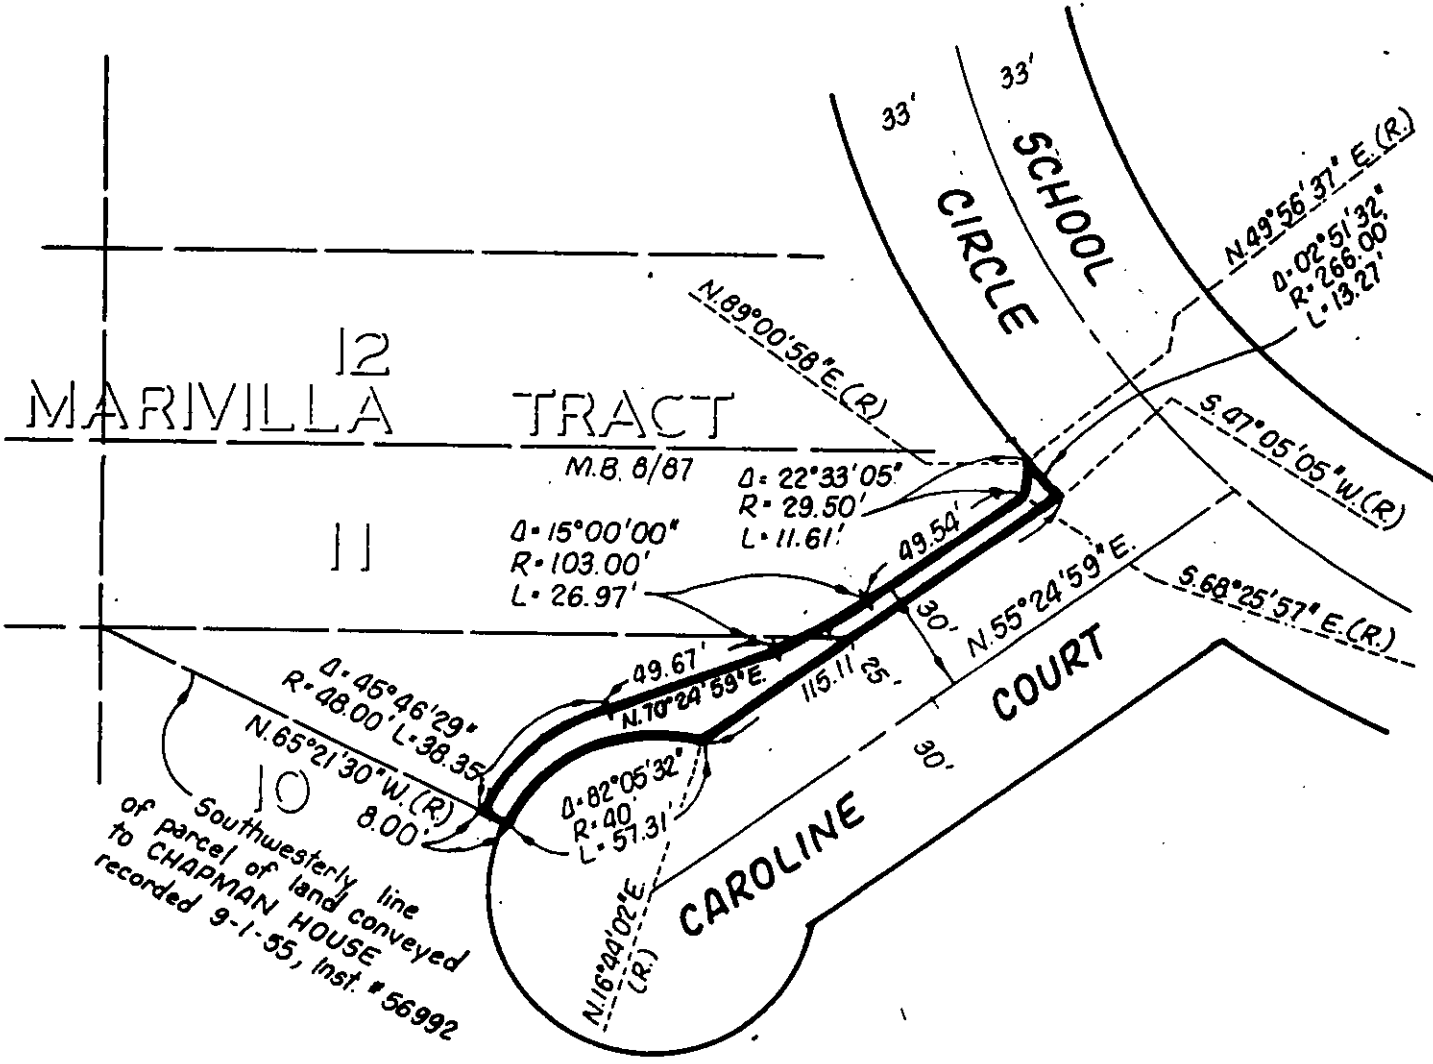 33'
33'
SCHOOL
CIRCLE
N.49°56'37" E.(R.)
Δ=02°51'32"
R=266.00'
L=13.27'
N.89°00'58"E.(R.)
12
MARIVILLA TRACT
M.B. 8/87
S.47°05'05"W.(R.)
Δ=22°33'05"
R=29.50'
L=11.61'
11
Δ=15°00'00"
R=103.00'
L=26.97'
49.54'
N.55°24'59"E.
S.68°25'57"E.(R.)
30'
49.67'
N.70°24'59"E.
115.11'
25'
COURT
30'
Δ=45°46'29"
R=48.00' L=38.35'
N.65°21'30"W.(R.)
8.00'
10
Δ=82°05'32"
R=40'
L=57.31'
CAROLINE
N.16°44'02"E.
(R.)
Southwesterly line
of parcel of land conveyed
to CHAPMAN HOUSE
recorded 9-1-55, Inst. #56992